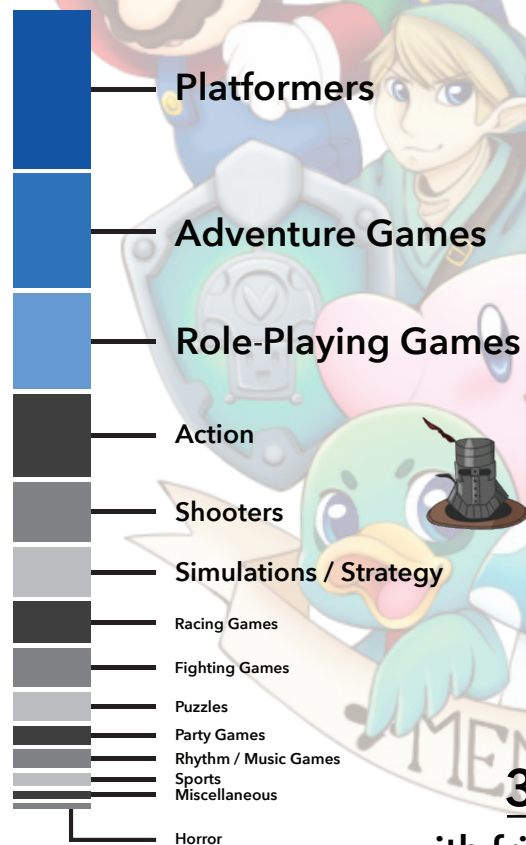 Platformers
Adventure Games
Role-Playing Games
Action
Shooters
Simulations / Strategy
Racing Games
Fighting Games
Puzzles
Party Games
Rhythm / Music Games
Sports
Miscellaneous
Horror
3